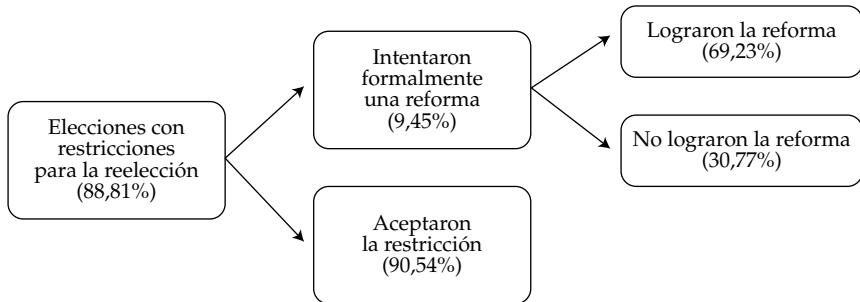 Elecciones con
restricciones
para la reelección
(88,81%)
Intentaron
formalmente
una reforma
(9,45%)
Aceptaron
la restricción
(90,54%)
Lograron la reforma
(69,23%)
No lograron la reforma
(30,77%)